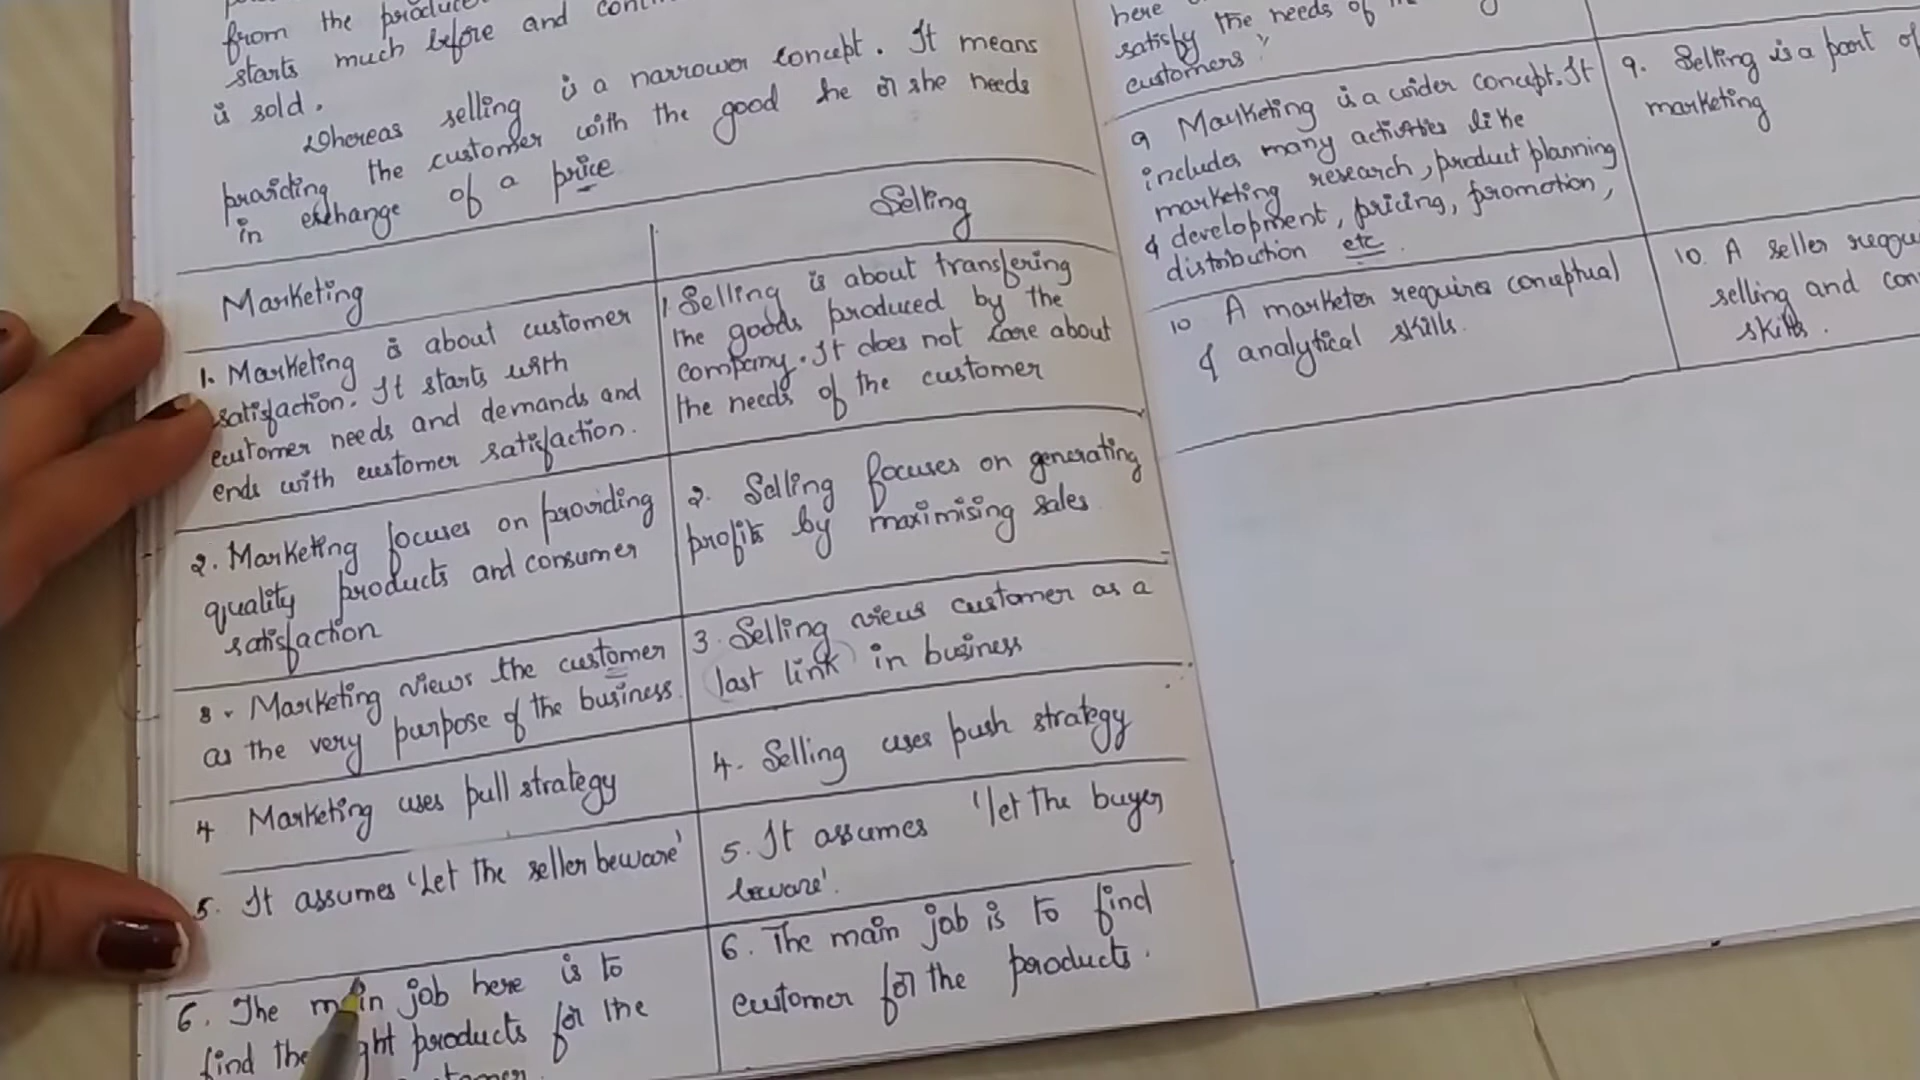 from the produce
starts much before and con
is sold.
Whereas selling is a narrower concept. It means
providing the customer with the good he or she needs
in exchange of a price
Marketing
Selling
1. Marketing is about customer
satisfaction. It starts with
customer needs and demands and
ends with customer satisfaction.
1. Selling is about transfering
the goods produced by the
company. It does not care about
the needs of the customer
2. Marketing focuses on providing
quality products and consumer
satisfaction
2. Selling focuses on generating
profits by maximising sales
3. Marketing views the customer
as the very purpose of the business
3. Selling views customer as a
last link in business
4 Marketing uses pull strategy
4. Selling uses push strategy
5. It assumes 'Let the seller beware'
5. It assumes 'let the buyer
beware'.
6. The main job here is to
find the right products for the
6. The main job is to find
customer for the products.
here
satisfy the needs of
customers"
9 Marketing is a wider concept. It
includes many activities like
marketing research, product planning
& development, pricing, promotion,
distribution etc.
9. Selling is a part of
marketing
10 A marketer requires conceptual
& analytical skills.
10. A seller requ
selling and con
skills.